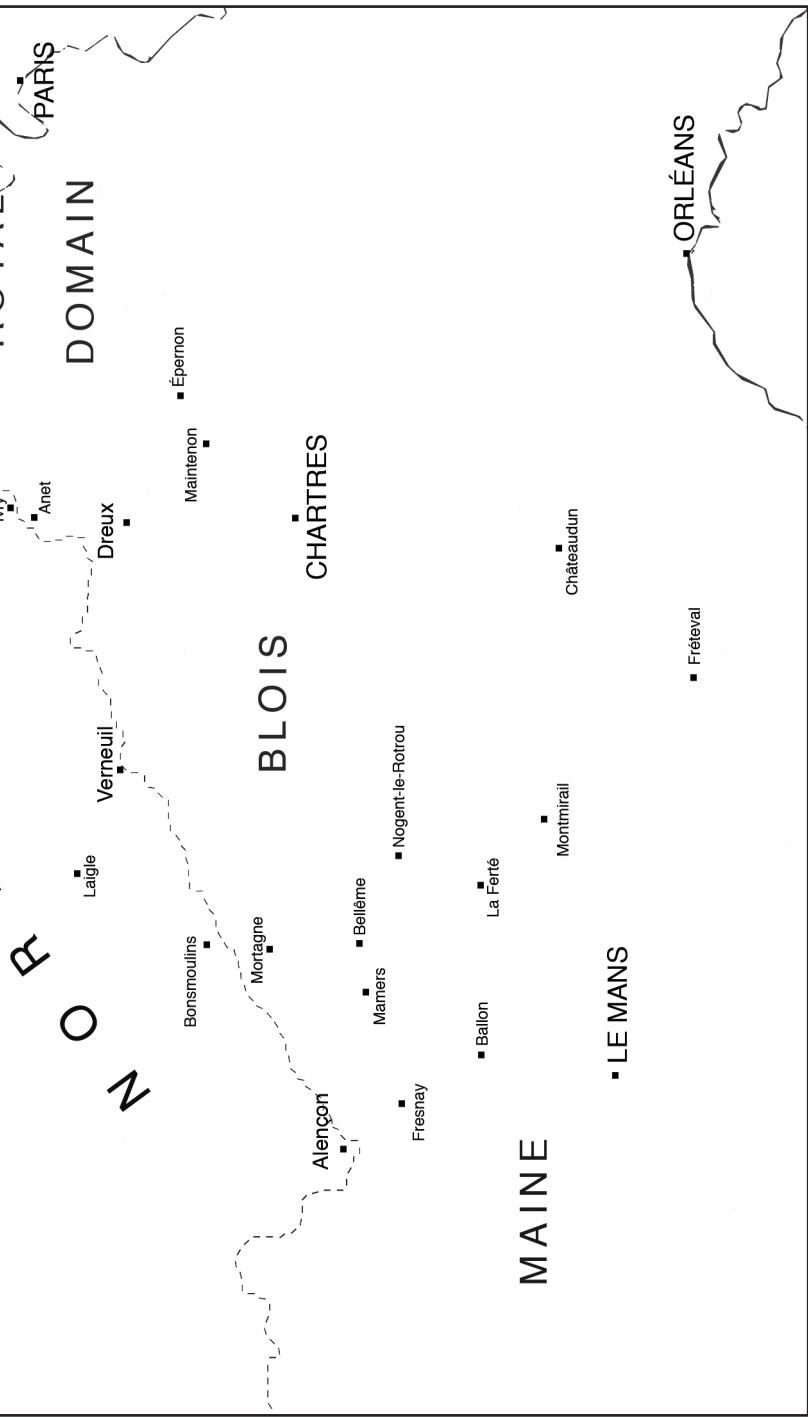 N O R
PARIS
Anet
DOMAIN
Laigle
Verneuil
Dreux
Bonsmoulins
Maintenon
Épernon
Mortagne
BLOIS
Alençon
CHARTRES
Bellême
Mamers
Nogent-le-Rotrou
Fresnay
Ballon
La Ferté
MAINE
Montmirail
Châteaudun
LE MANS
ORLÉANS
Fréteval